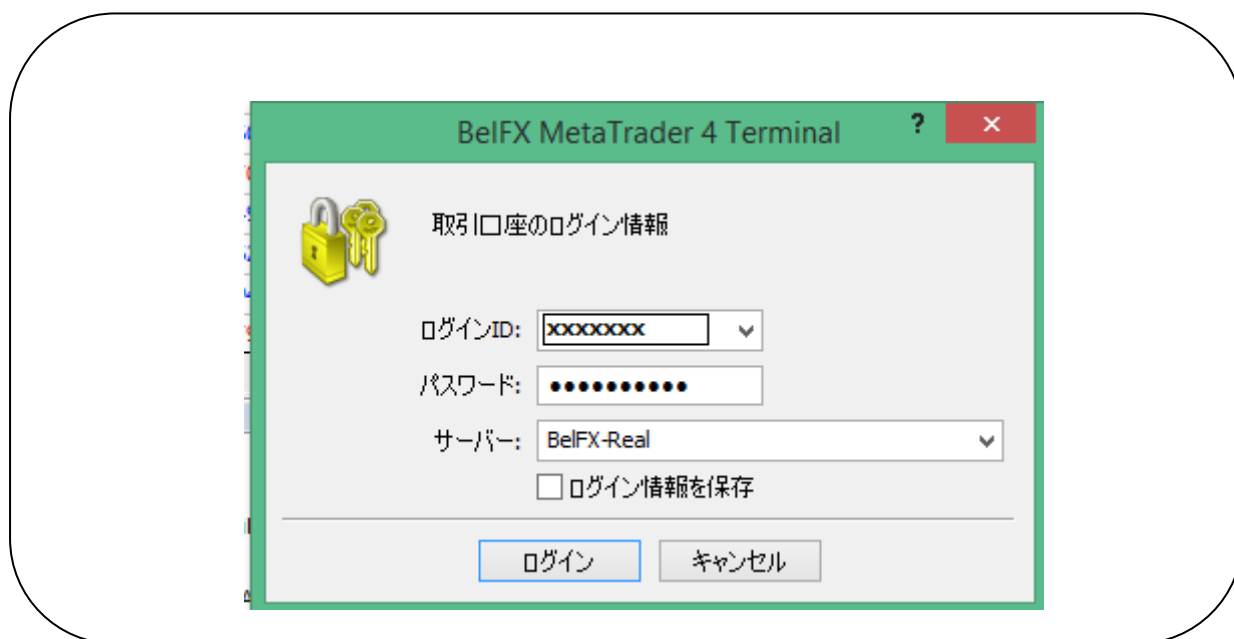 BelFX MetaTrader 4 Terminal
?
取引口座のログイン情報
ログインID: xxxxxxx
パスワード: ●●●●●●●●●●
サーバー: BelFX-Real
ログイン情報を保存
ログイン キャンセル